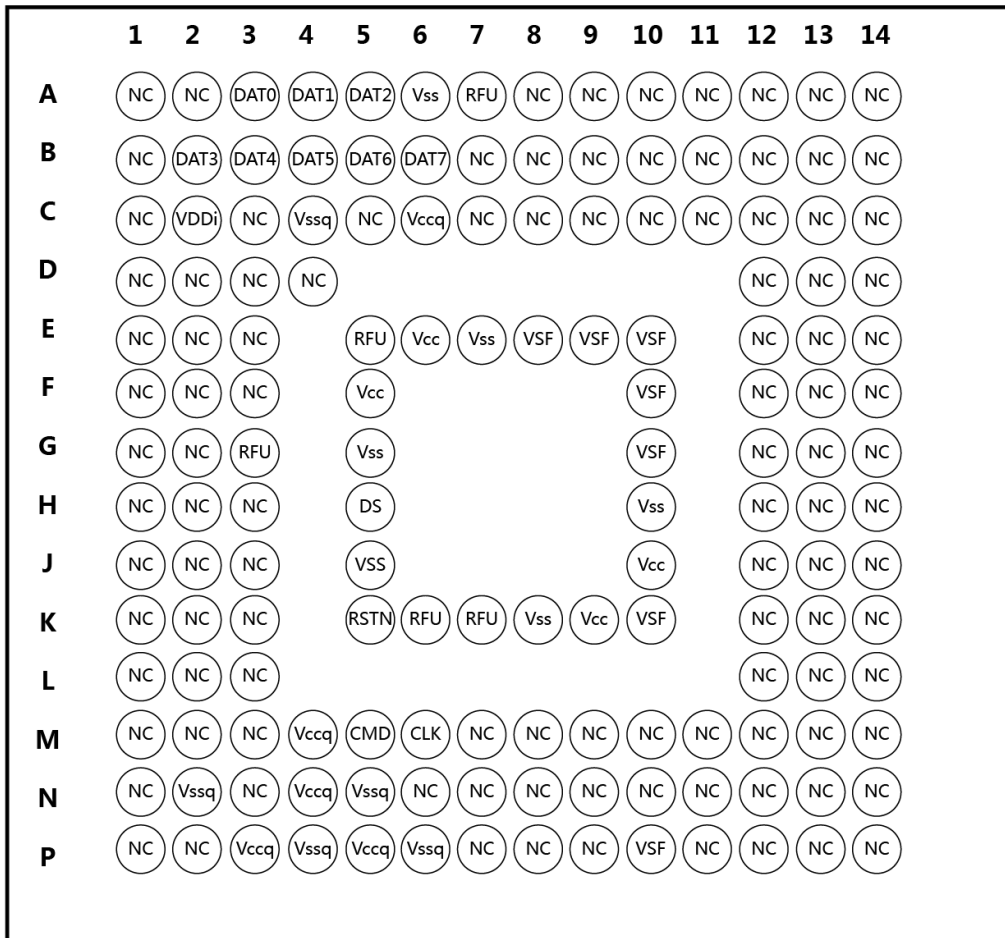 1 2 3 4 5 6 7 8 9 10 11 12 13 14
A NC NC DAT0 DAT1 DAT2 Vss RFU NC NC NC NC NC NC NC
B NC DAT3 DAT4 DAT5 DAT6 DAT7 NC NC NC NC NC NC NC NC
C NC VDDi NC Vssq NC Vccq NC NC NC NC NC NC NC NC
D NC NC NC NC NC NC NC
E NC NC NC RFU Vcc Vss VSF VSF VSF NC NC NC
F NC NC NC Vcc VSF NC NC NC
G NC NC RFU Vss VSF NC NC NC
H NC NC NC DS Vss NC NC NC
J NC NC NC VSS Vcc NC NC NC
K NC NC NC RSTN RFU RFU Vss Vcc VSF NC NC NC
L NC NC NC NC NC NC
M NC NC NC Vccq CMD CLK NC NC NC NC NC NC NC NC
N NC Vssq NC Vccq Vssq NC NC NC NC NC NC NC NC NC
P NC NC Vccq Vssq Vccq Vssq NC NC NC VSF NC NC NC NC